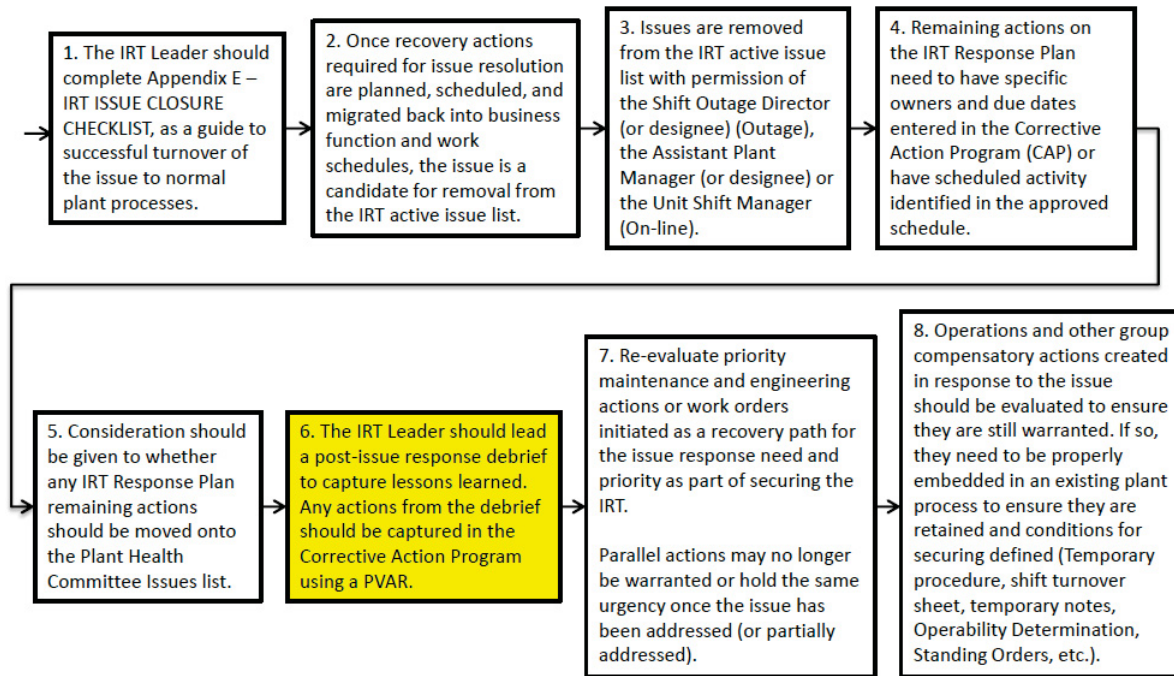 1. The IRT Leader should
complete Appendix E –
IRT ISSUE CLOSURE
CHECKLIST, as a guide to
successful turnover of
the issue to normal
plant processes.
2. Once recovery actions
required for issue resolution
are planned, scheduled, and
migrated back into business
function and work
schedules, the issue is a
candidate for removal from
the IRT active issue list.
3. Issues are removed
from the IRT active issue
list with permission of
the Shift Outage Director
(or designee) (Outage),
the Assistant Plant
Manager (or designee) or
the Unit Shift Manager
(On-line).
4. Remaining actions on
the IRT Response Plan
need to have specific
owners and due dates
entered in the Corrective
Action Program (CAP) or
have scheduled activity
identified in the approved
schedule.
5. Consideration should
be given to whether
any IRT Response Plan
remaining actions
should be moved onto
the Plant Health
Committee Issues list.
6. The IRT Leader should lead
a post-issue response debrief
to capture lessons learned.
Any actions from the debrief
should be captured in the
Corrective Action Program
using a PVAR.
7. Re-evaluate priority
maintenance and engineering
actions or work orders
initiated as a recovery path for
the issue response need and
priority as part of securing the
IRT.
Parallel actions may no longer
be warranted or hold the same
urgency once the issue has
been addressed (or partially
addressed).
8. Operations and other group
compensatory actions created
in response to the issue
should be evaluated to ensure
they are still warranted. If so,
they need to be properly
embedded in an existing plant
process to ensure they are
retained and conditions for
securing defined (Temporary
procedure, shift turnover
sheet, temporary notes,
Operability Determination,
Standing Orders, etc.).